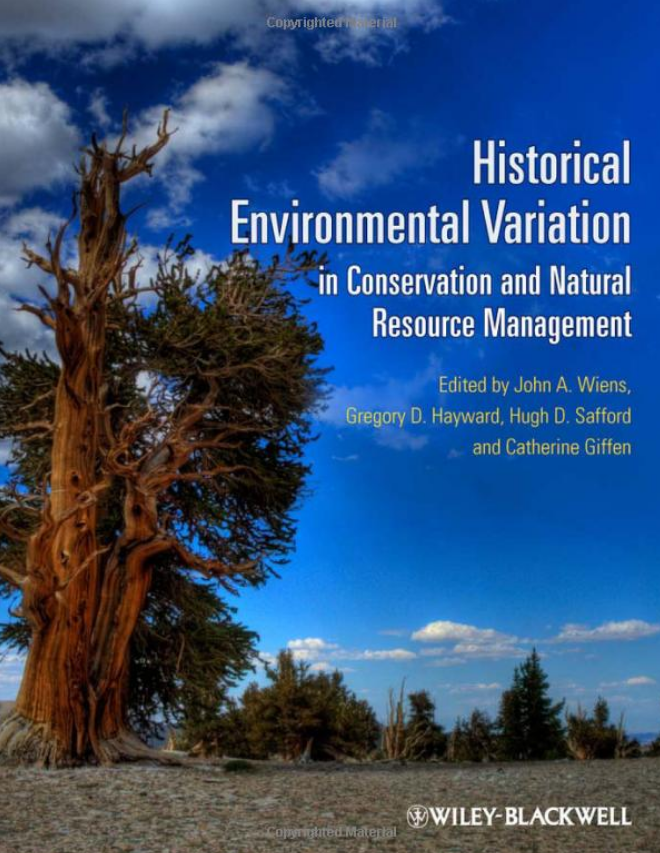 Copyrighted Material
Historical
Environmental Variation
in Conservation and Natural
Resource Management
Edited by John A. Wiens,
Gregory D. Hayward, Hugh D. Safford
and Catherine Giffen
WILEY-BLACKWELL
Copyrighted Material